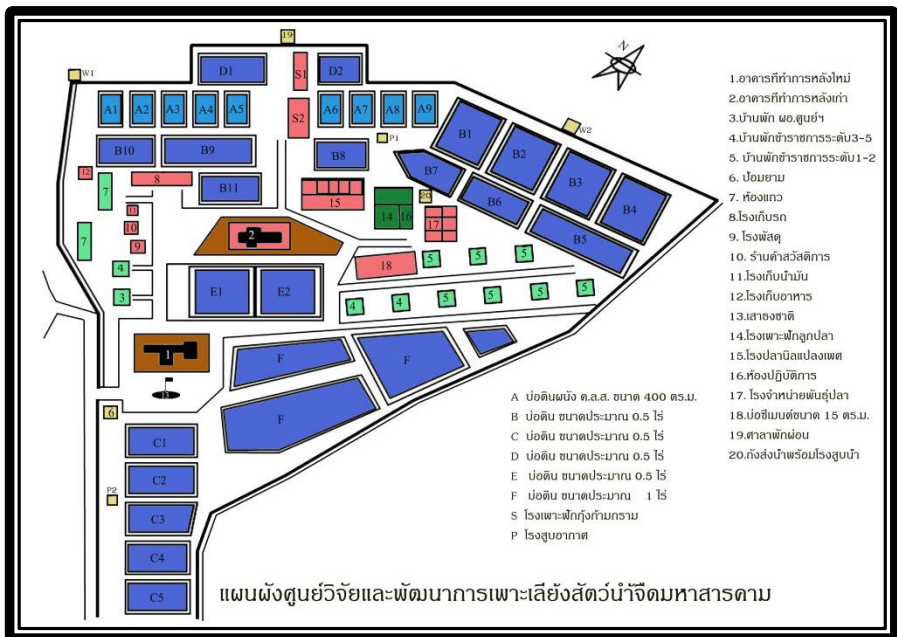 19
N
W1
D1
S1
D2
A1 A2 A3 A4 A5
S2
A6 A7 A8 A9
P1
W2
B1
B2
B3
B4
B10
B9
B8
B7
B6
B5
12
7
8
B11
15
14 16
20
17
11
10
9
7
2
18
5 5 5
4
3
E1 E2
4 4 5 5 5 5
1
13
F
F
F
6
C1
C2
P2
C3
C4
C5
1.อาคารที่ทำการหลังใหม่
2.อาคารที่ทำการหลังเก่า
3.บ้านพัก ผอ.ศูนย์ฯ
4.บ้านพักข้าราชการระดับ3-5
5. บ้านพักข้าราชการระดับ1-2
6. ป้อมยาม
7. ห้องแถว
8.โรงเก็บรถ
9. โรงพัสดุ
10. ร้านค้าสวัสดิการ
11.โรงเก็บน้ำมัน
12.โรงเก็บอาหาร
13.เสาธงชาติ
14.โรงเพาะฟักลูกปลา
15.โรงปลานิลแปลงเพศ
16.ห้องปฏิบัติการ
17. โรงจำหน่ายพันธุ์ปลา
18.บ่อซีเมนต์ขนาด 15 ตร.ม.
19.ศาลาพักผ่อน
20.ถังส่งน้ำพร้อมโรงสูบน้ำ
A บ่อดินผนัง ค.ส.ล. ขนาด 400 ตร.ม.
B บ่อดิน ขนาดประมาณ 0.5 ไร่
C บ่อดิน ขนาดประมาณ 0.5 ไร่
D บ่อดิน ขนาดประมาณ 0.5 ไร่
E บ่อดิน ขนาดประมาณ 0.5 ไร่
F บ่อดิน ขนาดประมาณ 1 ไร่
S โรงเพาะฟักกุ้งก้ามกราม
P โรงสูบอากาศ
แผนผังศูนย์วิจัยและพัฒนาการเพาะเลี้ยงสัตว์น้ำจืดมหาสารคาม